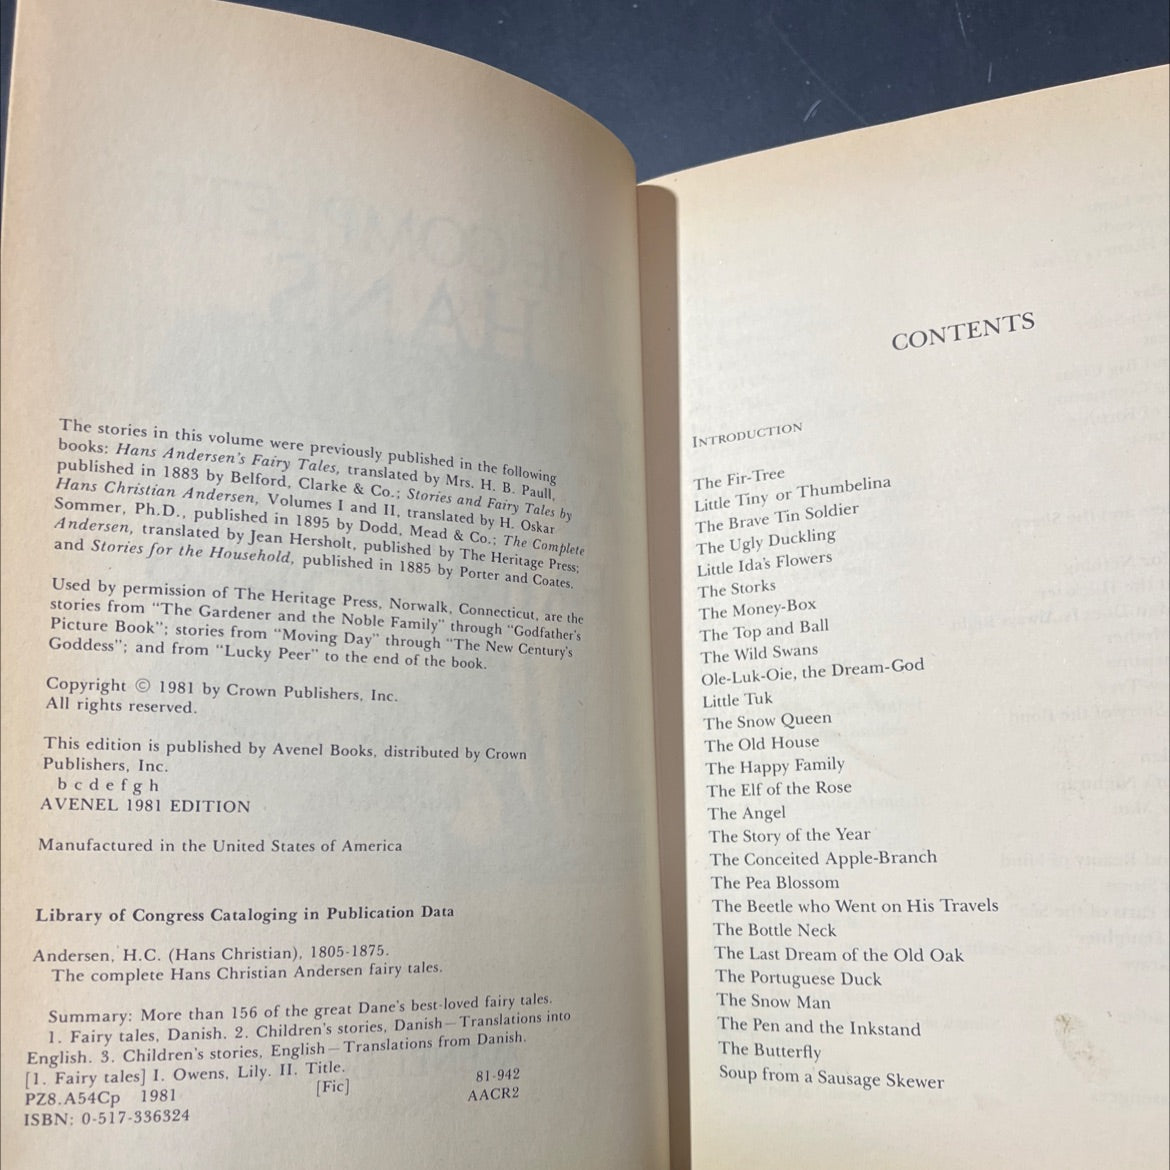 The stories in this volume were previously published in the following
books: Hans Andersen's Fairy Tales, translated by Mrs. H. B. Paull,
published in 1883 by Belford, Clarke & Co.; Stories and Fairy Tales by
Hans Christian Andersen, Volumes I and II, translated by H. Oskar
Sommer, Ph.D., published in 1895 by Dodd, Mead & Co.; The Complete
Andersen, translated by Jean Hersholt, published by The Heritage Press;
and Stories for the Household, published in 1885 by Porter and Coates.
Used by permission of The Heritage Press, Norwalk, Connecticut, are the
stories from "The Gardener and the Noble Family" through "Godfather's
Picture Book"; stories from "Moving Day" through "The New Century's
Goddess"; and from "Lucky Peer" to the end of the book.
Copyright © 1981 by Crown Publishers, Inc.
All rights reserved.
This edition is published by Avenel Books, distributed by Crown
Publishers, Inc.
b c d e f g h
AVENEL 1981 EDITION
Manufactured in the United States of America
Library of Congress Cataloging in Publication Data
Andersen, H.C. (Hans Christian), 1805-1875.
The complete Hans Christian Andersen fairy tales.
Summary: More than 156 of the great Dane's best-loved fairy tales.
1. Fairy tales, Danish. 2. Children's stories, Danish—Translations into
English. 3. Children's stories, English—Translations from Danish.
[1. Fairy tales] I. Owens, Lily. II. Title.
PZ8.A54Cp 1981 [Fic] 81-942
ISBN: 0-517-336324 AACR2
CONTENTS
INTRODUCTION
The Fir-Tree
Little Tiny or Thumbelina
The Brave Tin Soldier
The Ugly Duckling
Little Ida's Flowers
The Storks
The Money-Box
The Top and Ball
The Wild Swans
Ole-Luk-Oie, the Dream-God
Little Tuk
The Snow Queen
The Old House
The Happy Family
The Elf of the Rose
The Angel
The Story of the Year
The Conceited Apple-Branch
The Pea Blossom
The Beetle who Went on His Travels
The Bottle Neck
The Last Dream of the Old Oak
The Portuguese Duck
The Snow Man
The Pen and the Inkstand
The Butterfly
Soup from a Sausage Skewer